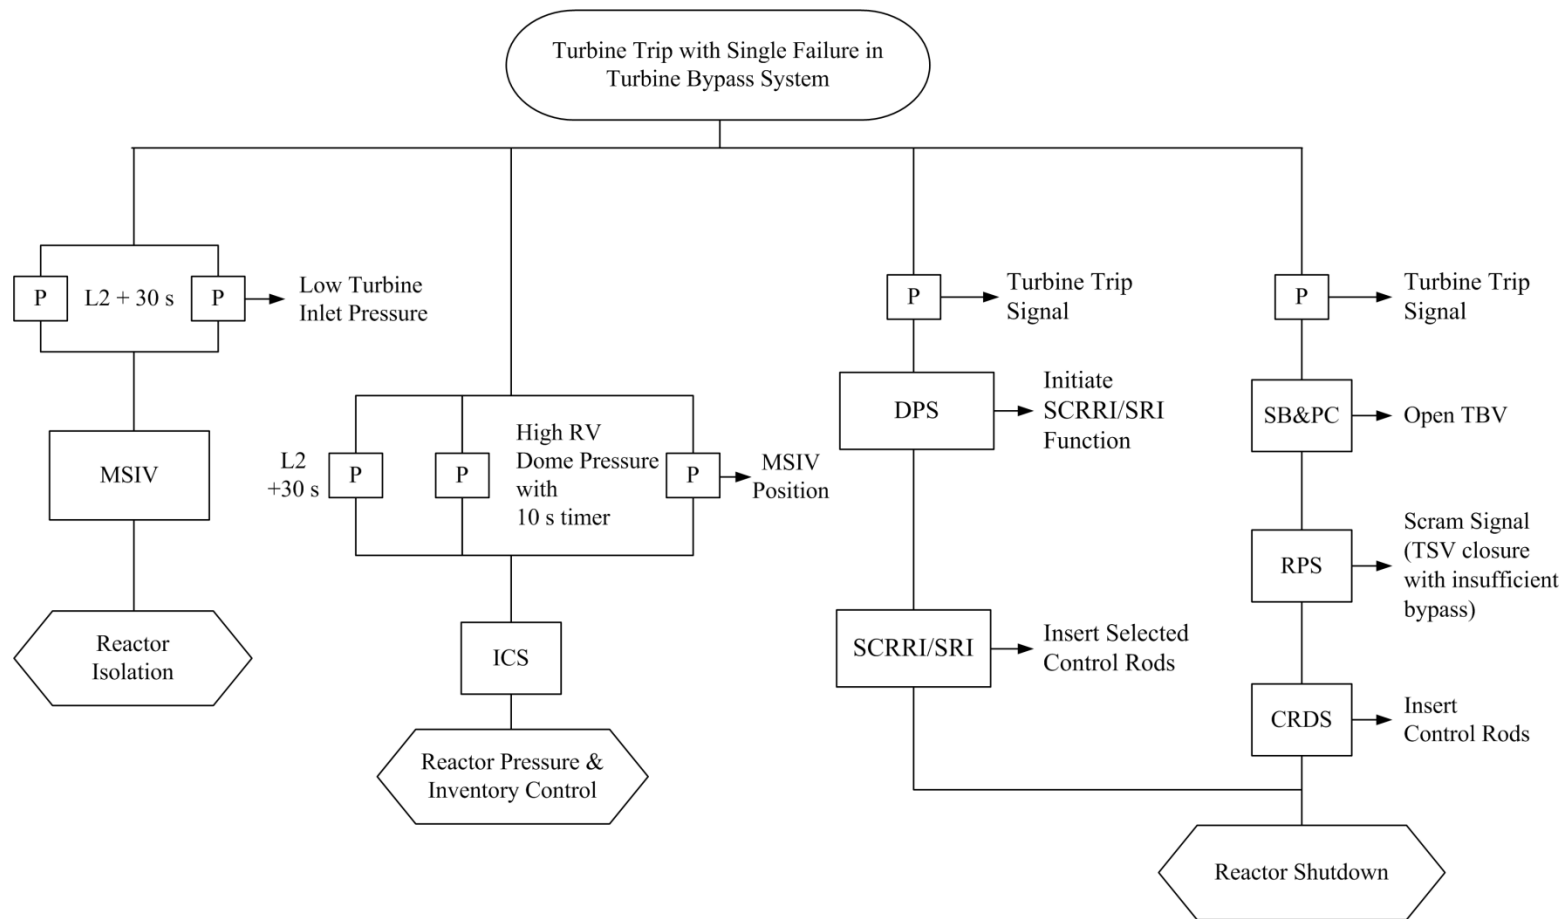 Turbine Trip with Single Failure in
Turbine Bypass System
P
L2 + 30 s
P
Low Turbine
Inlet Pressure
MSIV
Reactor
Isolation
L2
+30 s
P
P
High RV
Dome Pressure
with
10 s timer
P
MSIV
Position
ICS
Reactor Pressure &
Inventory Control
P
Turbine Trip
Signal
DPS
Initiate
SCRRI/SRI
Function
SCRRI/SRI
Insert Selected
Control Rods
P
Turbine Trip
Signal
SB&PC
Open TBV
RPS
Scram Signal
(TSV closure
with insufficient
bypass)
CRDS
Insert
Control Rods
Reactor Shutdown